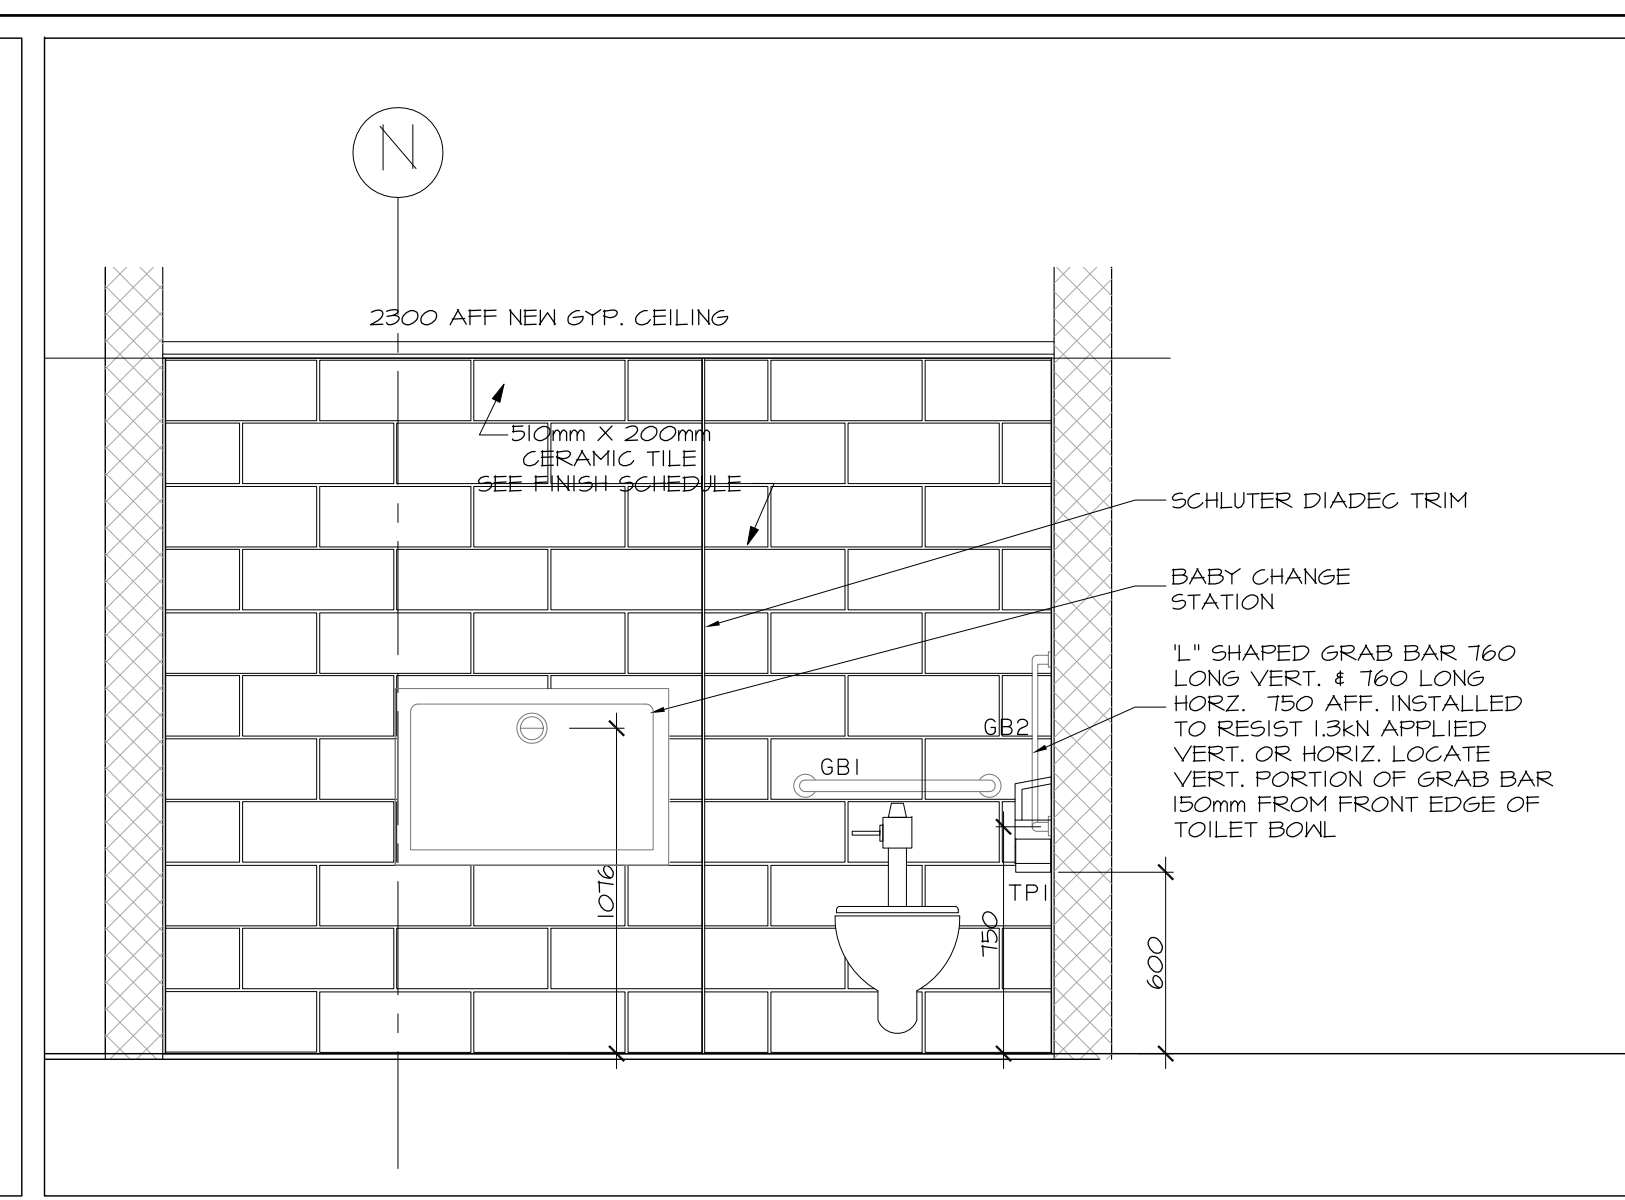 N
2300 AFF NEW GYP. CEILING
510mm X 200mm
CERAMIC TILE
SEE FINISH SCHEDULE
SCHLUTER DIADEC TRIM
BABY CHANGE
STATION
'L" SHAPED GRAB BAR 760
LONG VERT. & 760 LONG
HORZ. 750 AFF. INSTALLED
TO RESIST 1.3kN APPLIED
VERT. OR HORIZ. LOCATE
VERT. PORTION OF GRAB BAR
150mm FROM FRONT EDGE OF
TOILET BOWL
GB2
GB1
TP1
1076
750
600